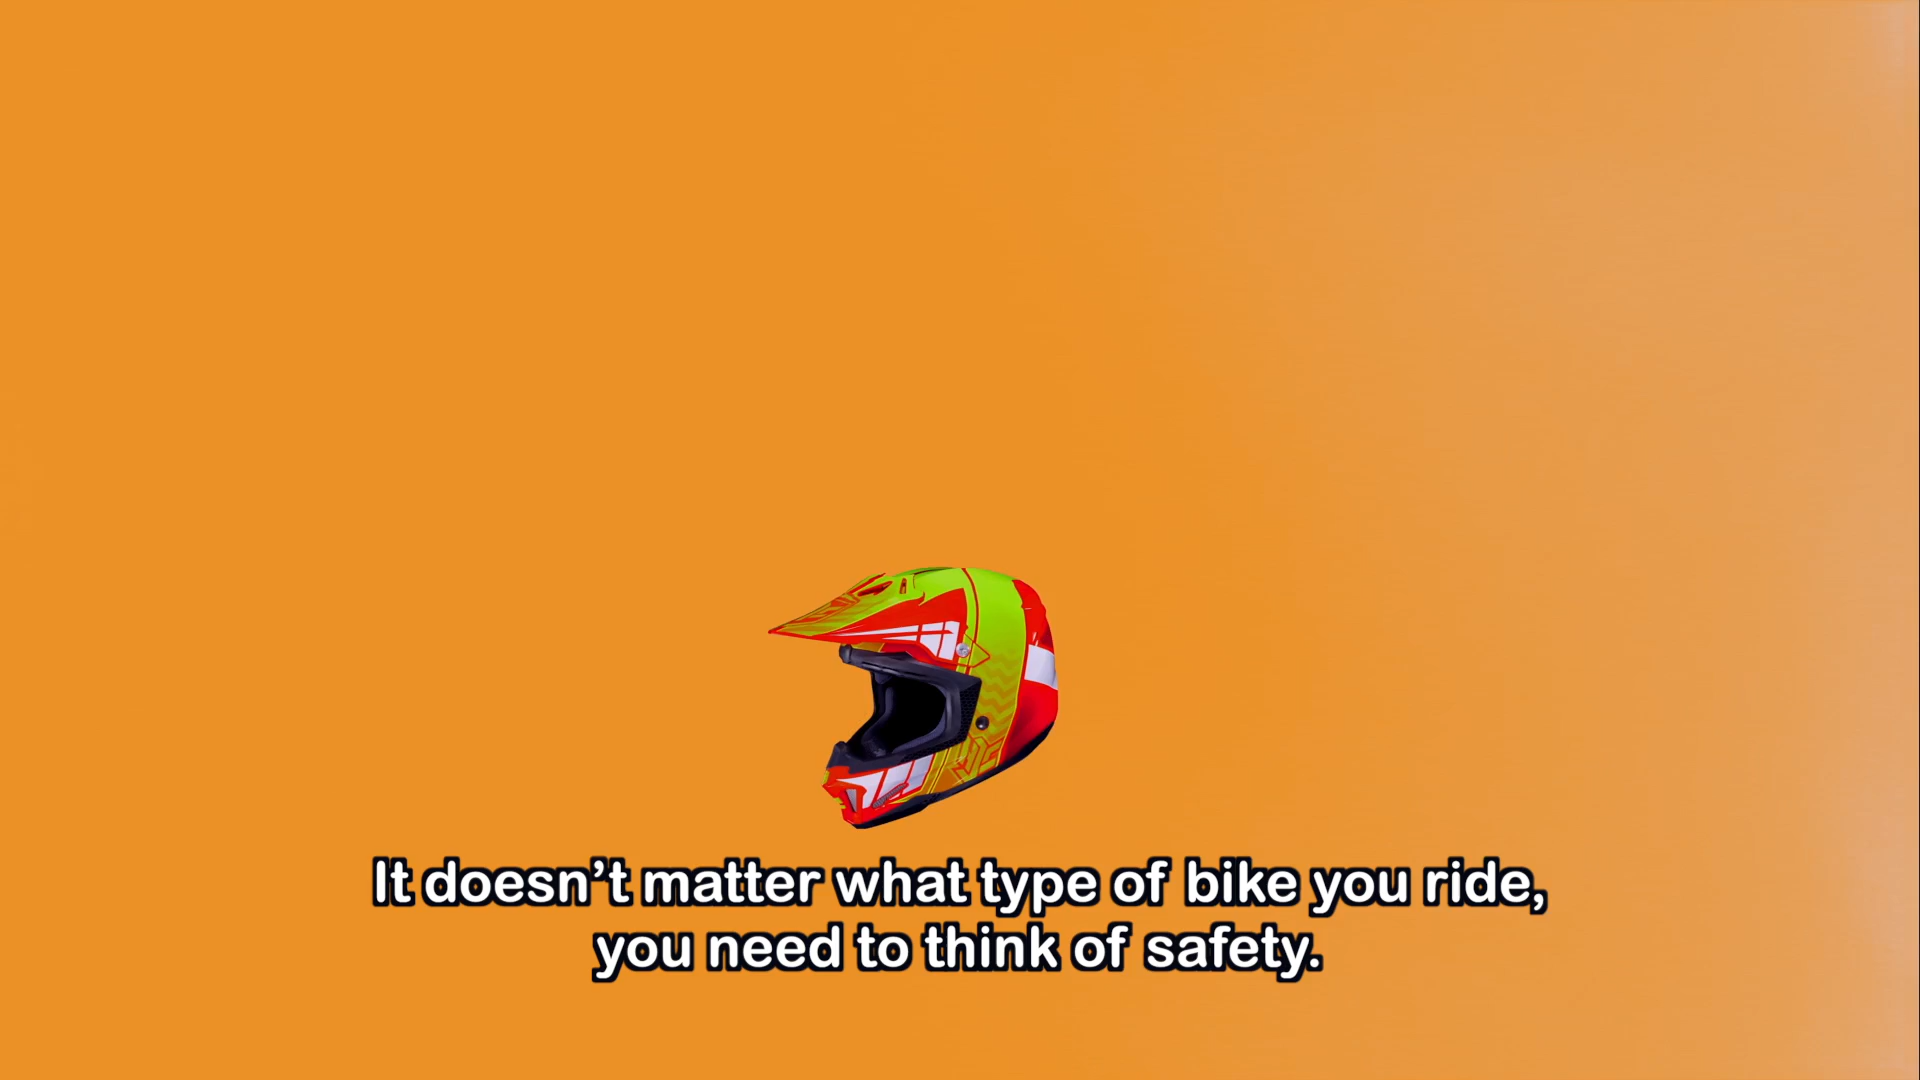 It doesn’t matter what type of bike you ride,
you need to think of safety.